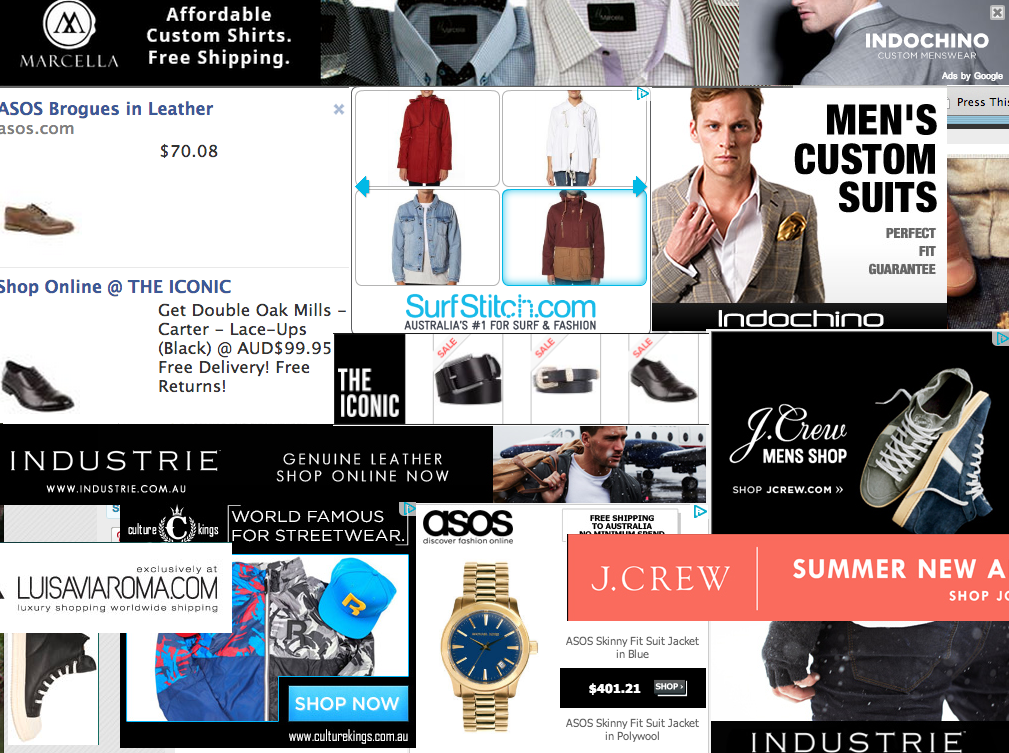 MARCELLA
Affordable
Custom Shirts.
Free Shipping.
INDOCHINO
CUSTOM MENSWEAR
Ads by Google
ASOS Brogues in Leather
asos.com
$70.08
Shop Online @ THE ICONIC
Get Double Oak Mills -
Carter - Lace-Ups
(Black) @ AUD$99.95
Free Delivery! Free
Returns!
SurfStitch.com
AUSTRALIA'S #1 FOR SURF & FASHION
MEN'S
CUSTOM
SUITS
PERFECT
FIT
GUARANTEE
Indochino
Press This
THE
ICONIC
SALE
SALE
SALE
J.Crew
MENS SHOP
SHOP JCREW.COM »
INDUSTRIE
WWW.INDUSTRIE.COM.AU
GENUINE LEATHER
SHOP ONLINE NOW
culture C kings
WORLD FAMOUS
FOR STREETWEAR.
R
R
SHOP NOW
www.culturekings.com.au
exclusively at
LUISAVIAROMA.COM
luxury shopping worldwide shipping
asos
discover fashion online
FREE SHIPPING
TO AUSTRALIA
NO MINIMUM SPEND
J.CREW
SUMMER NEW A
SHOP JC
ASOS Skinny Fit Suit Jacket
in Blue
$401.21
SHOP ›
ASOS Skinny Fit Suit Jacket
in Polywool
INDUSTRIE